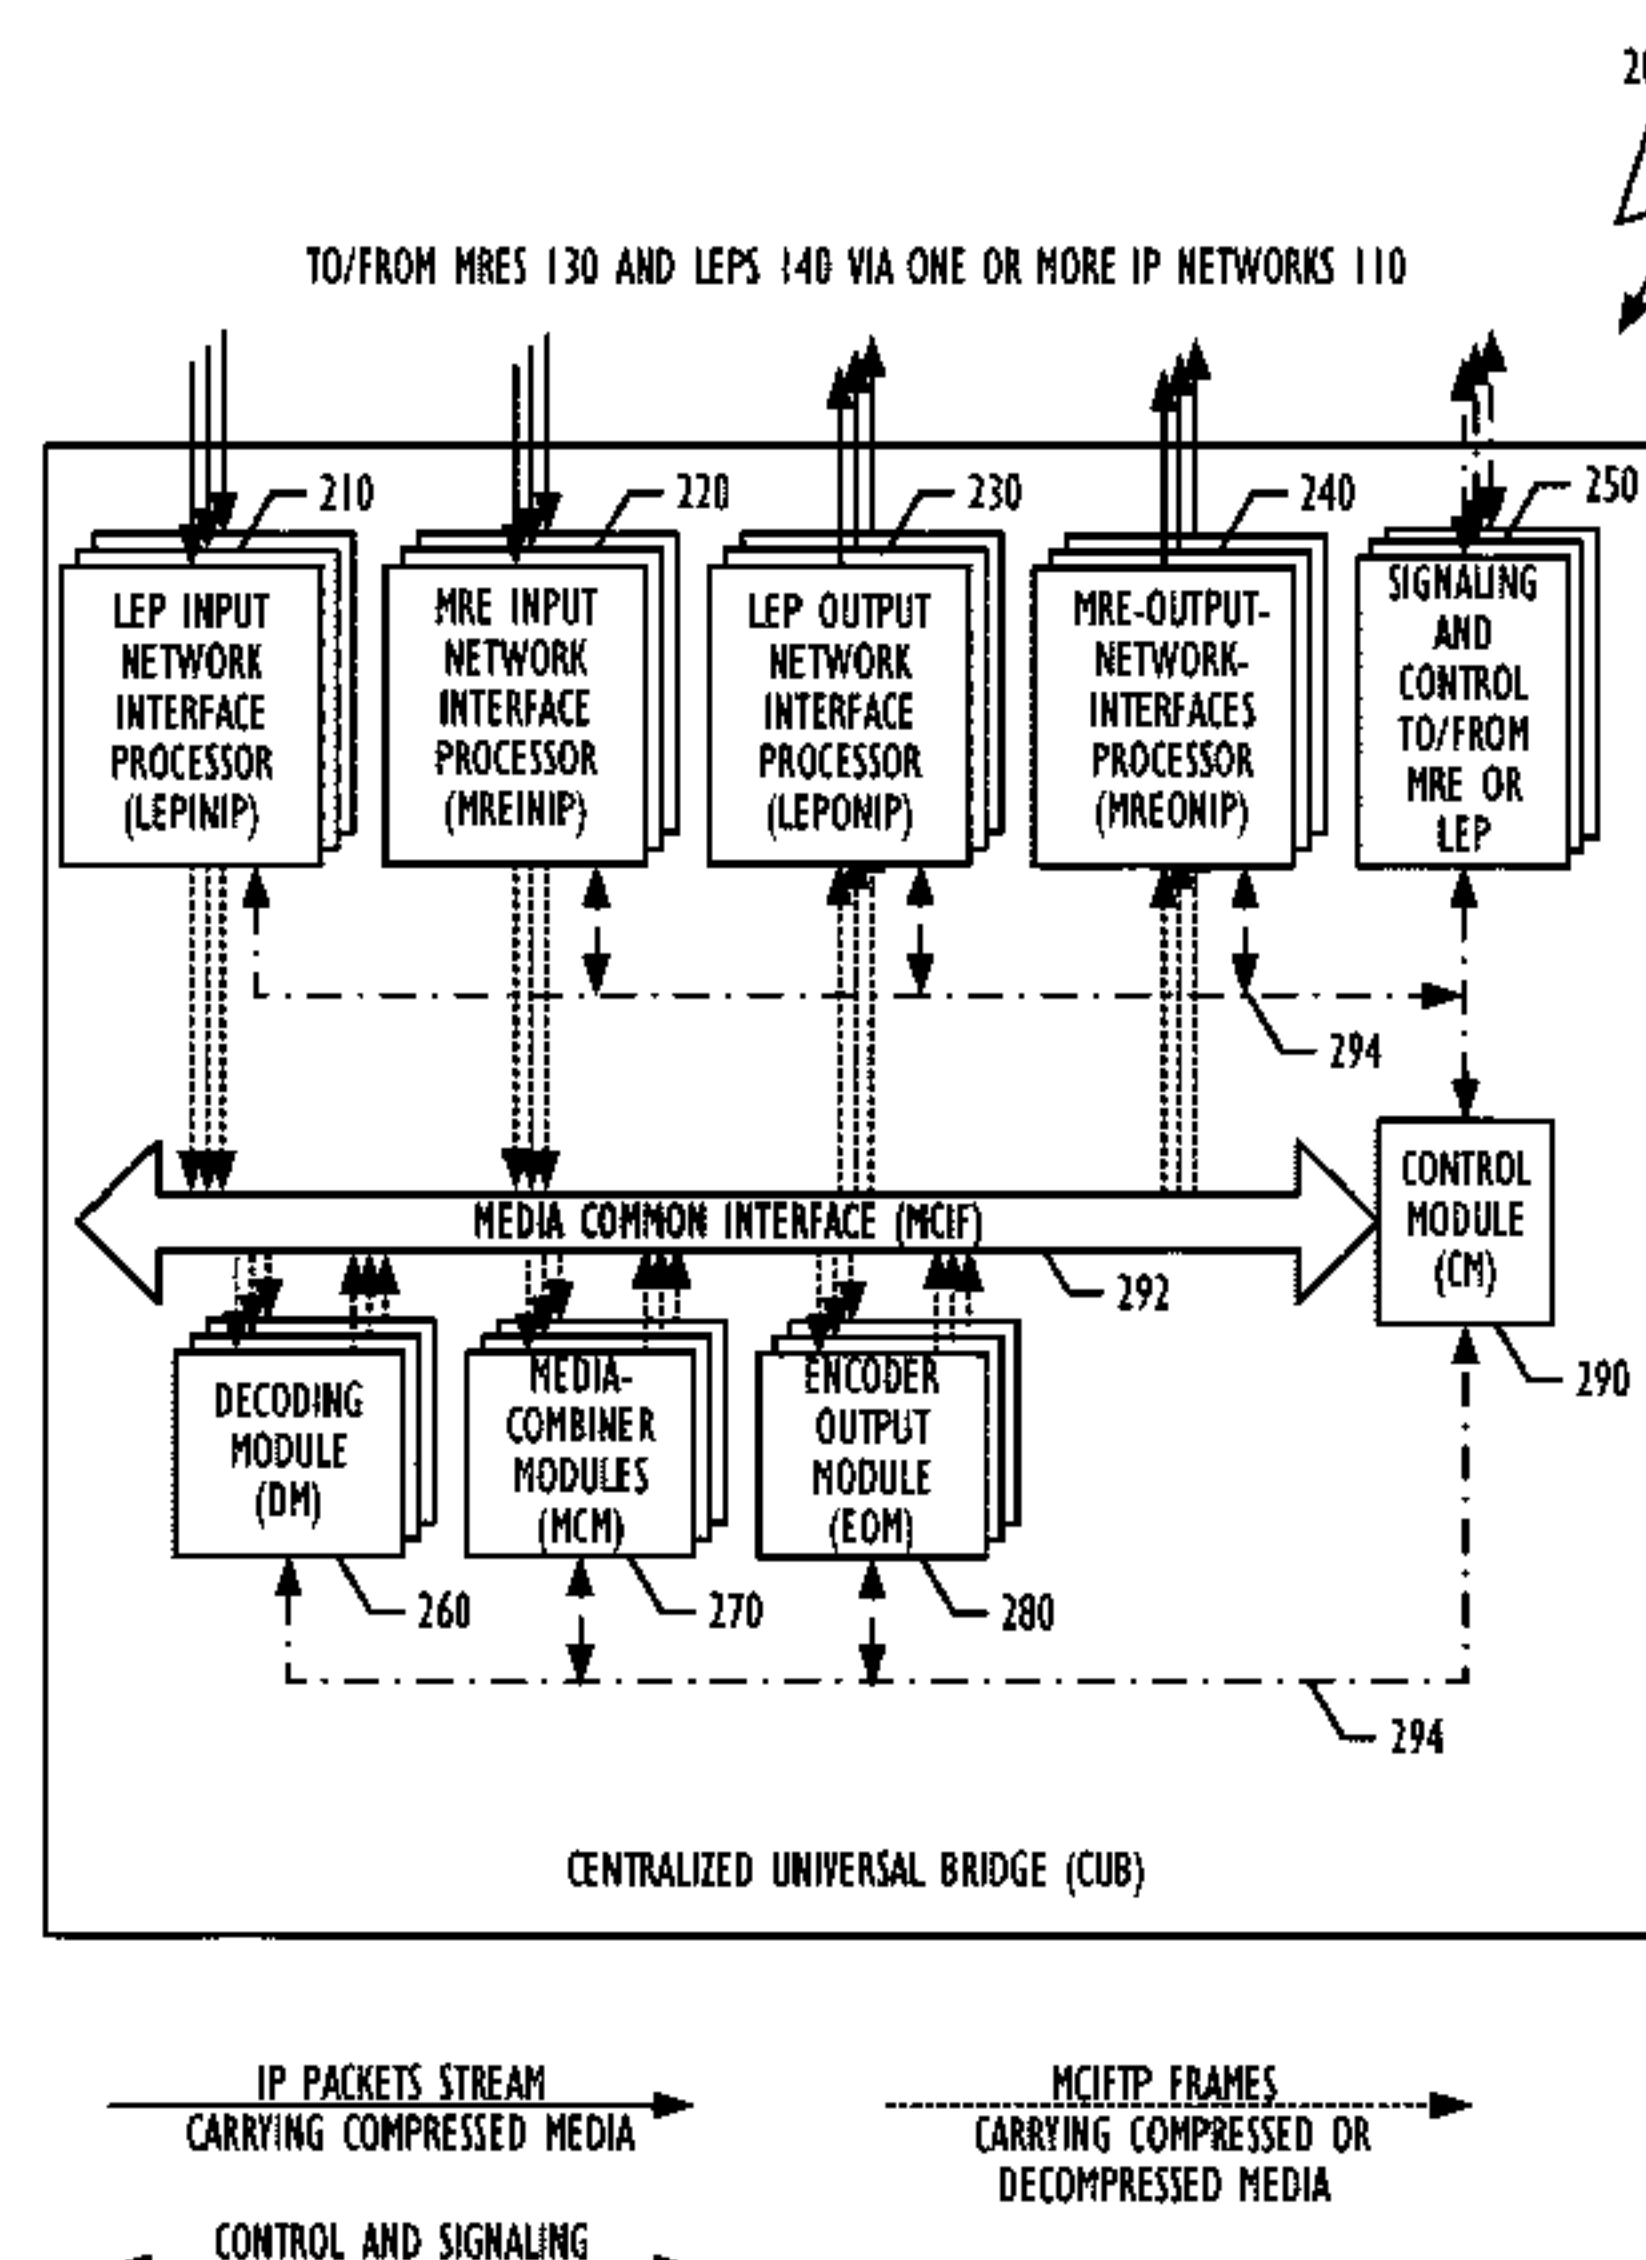 TO/FROM MRES 130 AND LEPS 140 VIA ONE OR MORE IP NETWORKS 110
210
220
230
240
250
LEP INPUT
NETWORK
INTERFACE
PROCESSOR
(LEPINIP)
MRE INPUT
NETWORK
INTERFACE
PROCESSOR
(MREINIP)
LEP OUTPUT
NETWORK
INTERFACE
PROCESSOR
(LEPONIP)
MRE-OUTPUT-
NETWORK-
INTERFACES
PROCESSOR
(MREONIP)
SIGNALING
AND
CONTROL
TO/FROM
MRE OR
LEP
294
MEDIA COMMON INTERFACE (MCIF)
292
CONTROL
MODULE
(CM)
290
DECODING
MODULE
(DM)
MEDIA-
COMBINER
MODULES
(MCM)
ENCODER
OUTPUT
MODULE
(EOM)
260
270
280
294
CENTRALIZED UNIVERSAL BRIDGE (CUB)
IP PACKETS STREAM
CARRYING COMPRESSED MEDIA
MCIFTP FRAMES
CARRYING COMPRESSED OR
DECOMPRESSED MEDIA
CONTROL AND SIGNALING